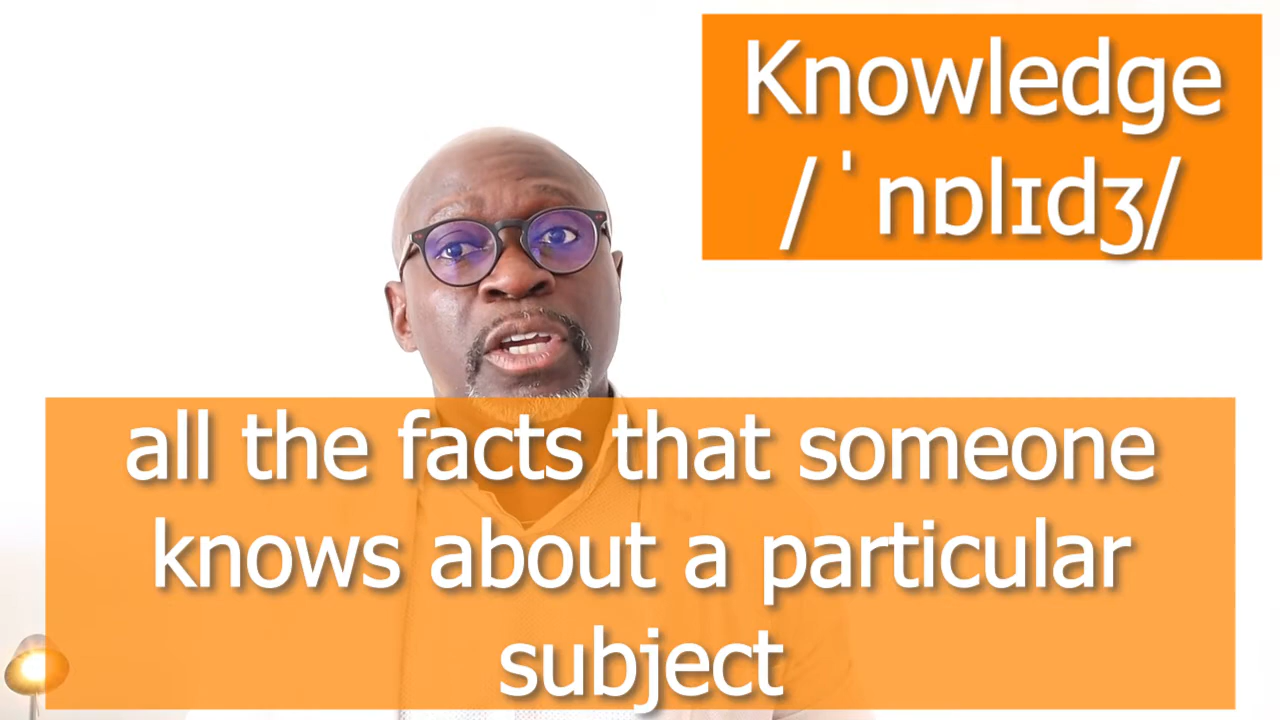 Knowledge
/ˈnɒlɪdʒ/
all the facts that someone
knows about a particular
subject